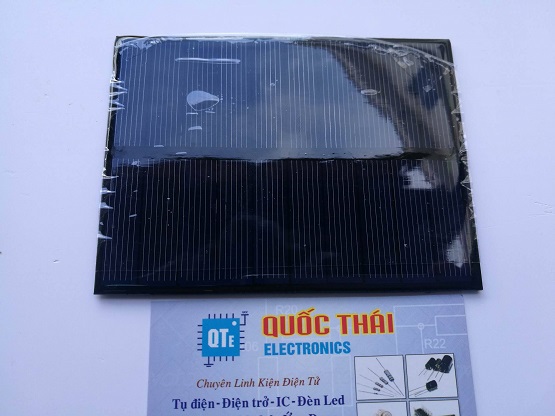 QTE
QUỐC THÁI
ELECTRONICS
R22
Chuyên Linh Kiện Điện Tử
Tụ điện - Điện trở - IC - Đèn Led